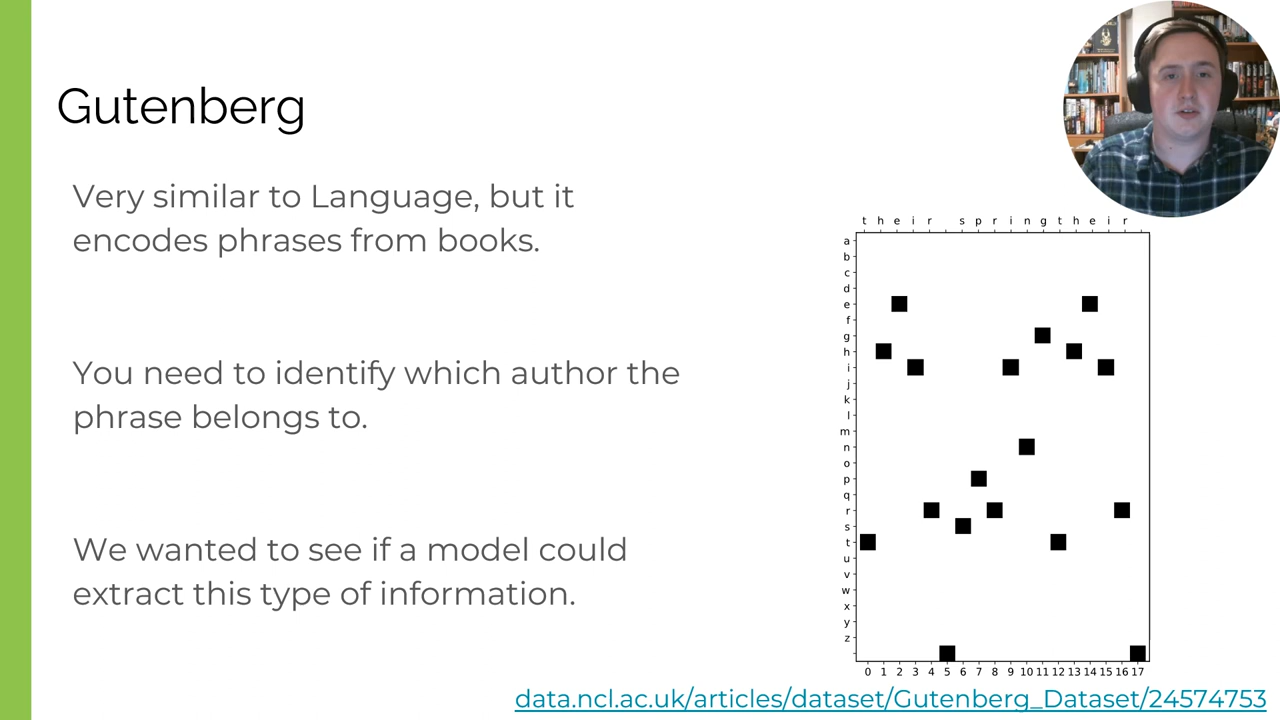 Gutenberg
Very similar to Language, but it
encodes phrases from books.
You need to identify which author the
phrase belongs to.
We wanted to see if a model could
extract this type of information.
t h e i r s p r i n g t h e i r
a
b
c
d
e
f
g
h
i
j
k
l
m
n
o
p
q
r
s
t
u
v
w
x
y
z
0 1 2 3 4 5 6 7 8 9 10 11 12 13 14 15 16 17
data.ncl.ac.uk/articles/dataset/Gutenberg_Dataset/24574753